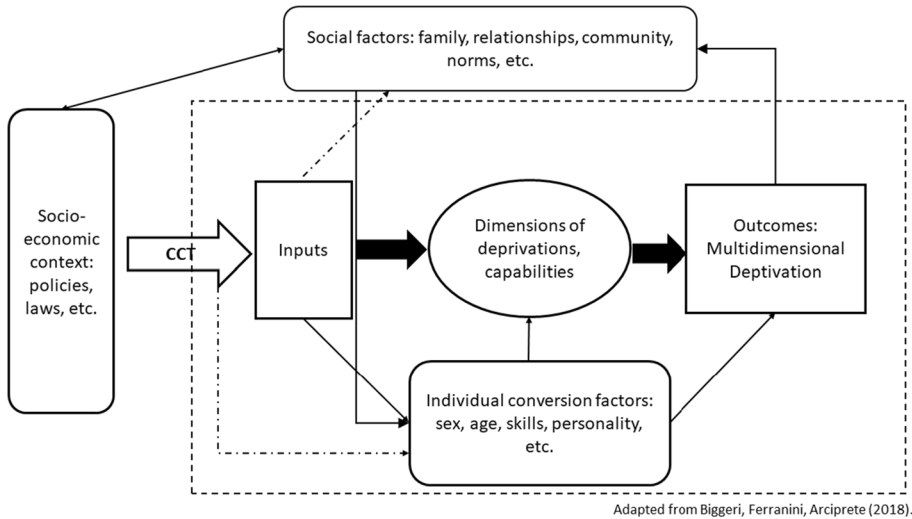 Social factors: family, relationships, community,
norms, etc.
Socio-
economic
context:
policies,
laws, etc.
CCT
Inputs
Dimensions of
deprivations,
capabilities
Outcomes:
Multidimensional
Deptivation
Individual conversion factors:
sex, age, skills, personality,
etc.
Adapted from Biggeri, Ferranini, Arciprete (2018).